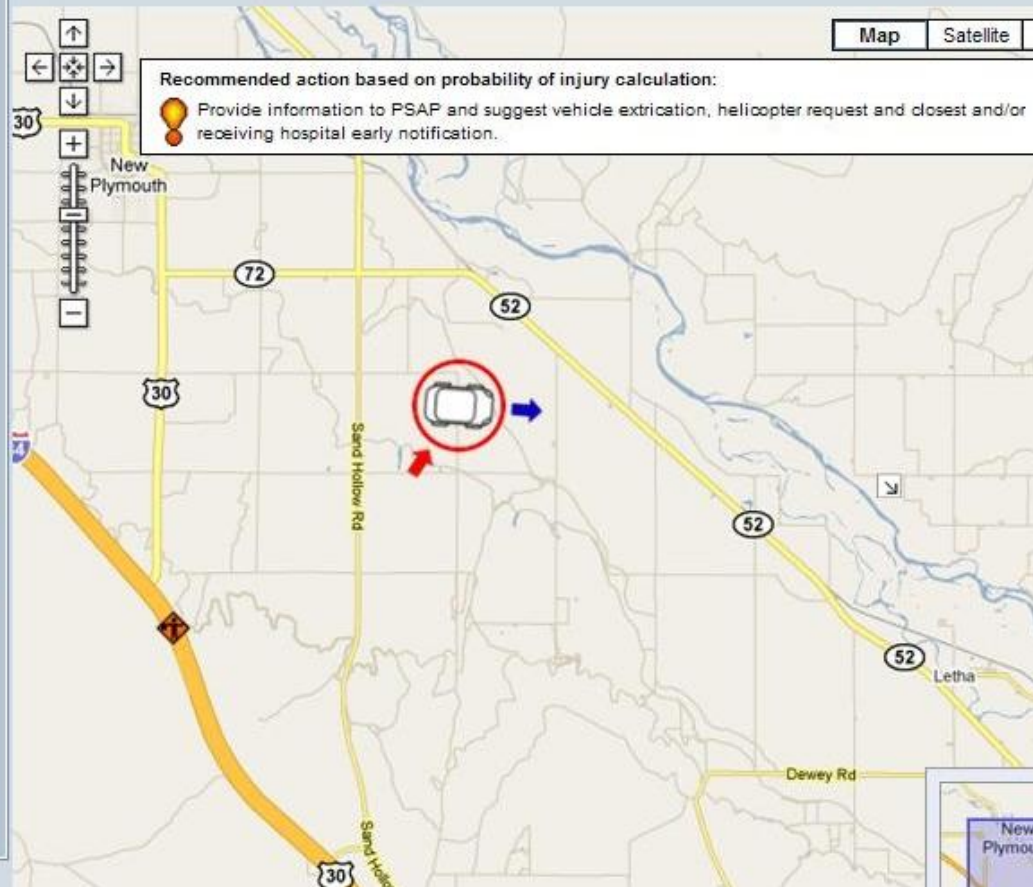 Map
Satellite
Recommended action based on probability of injury calculation:
Provide information to PSAP and suggest vehicle extrication, helicopter request and closest and/or
receiving hospital early notification.
30
New
Plymouth
72
52
30
Sand Hollow Rd
52
52
Letha
Dewey Rd
30
New